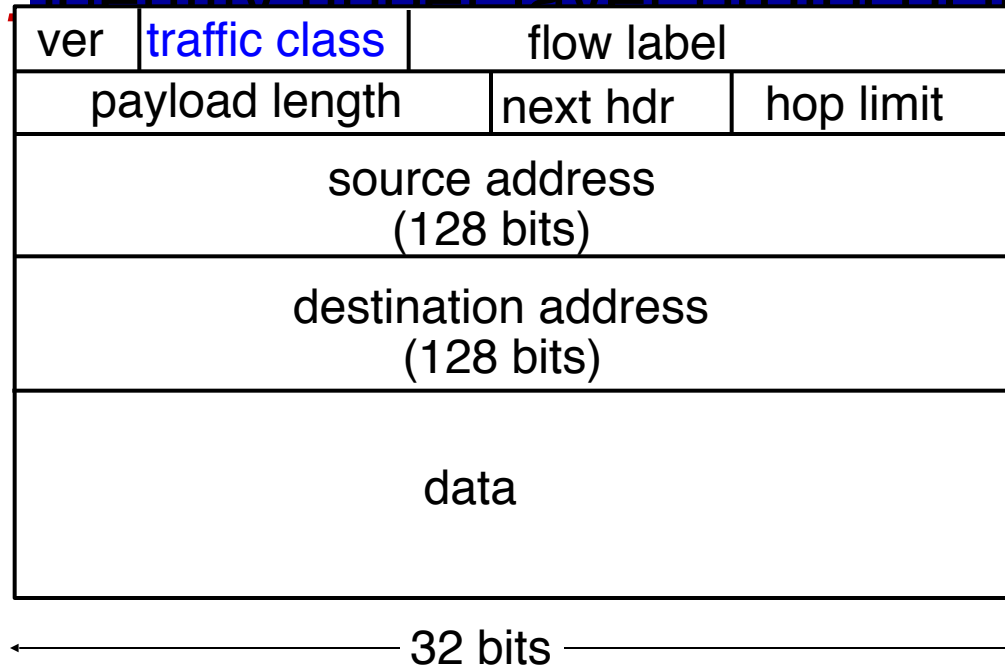 ver traffic class flow label
payload length next hdr hop limit
source address
(128 bits)
destination address
(128 bits)
data
32 bits